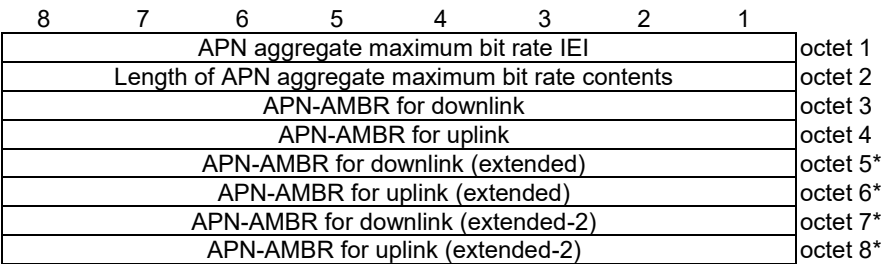 8 7 6 5 4 3 2 1
APN aggregate maximum bit rate IEI octet 1
Length of APN aggregate maximum bit rate contents octet 2
APN-AMBR for downlink octet 3
APN-AMBR for uplink octet 4
APN-AMBR for downlink (extended) octet 5*
APN-AMBR for uplink (extended) octet 6*
APN-AMBR for downlink (extended-2) octet 7*
APN-AMBR for uplink (extended-2) octet 8*